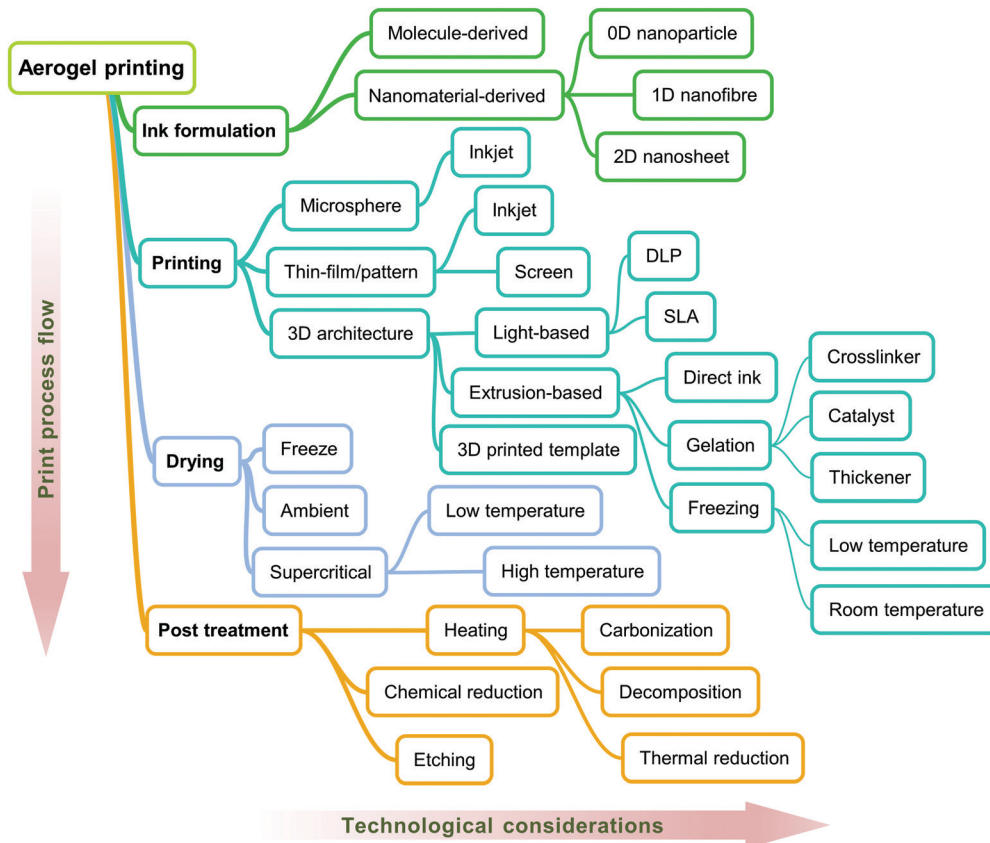 Aerogel printing
Ink formulation
Molecule-derived
Nanomaterial-derived
0D nanoparticle
1D nanofibre
2D nanosheet
Printing
Microsphere
Inkjet
Thin-film/pattern
Inkjet
Screen
3D architecture
Light-based
DLP
SLA
Extrusion-based
Direct ink
Gelation
Crosslinker
Catalyst
Thickener
Freezing
Low temperature
Room temperature
3D printed template
Drying
Freeze
Ambient
Supercritical
Low temperature
High temperature
Post treatment
Heating
Carbonization
Decomposition
Thermal reduction
Chemical reduction
Etching
Print process flow
Technological considerations